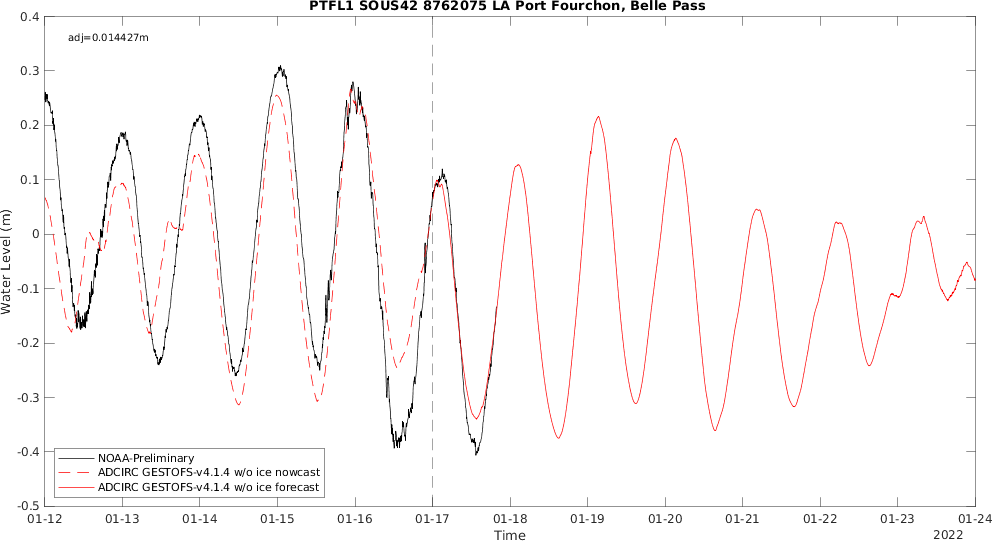 PTFL1 SOUS42 8762075 LA Port Fourchon, Belle Pass
adj=0.014427m
0.4
0.3
0.2
0.1
0
-0.1
-0.2
-0.3
-0.4
-0.5
Water Level (m)
NOAA-Preliminary
ADCIRC GESTOFS-v4.1.4 w/o ice nowcast
ADCIRC GESTOFS-v4.1.4 w/o ice forecast
01-12 01-13 01-14 01-15 01-16 01-17 01-18 01-19 01-20 01-21 01-22 01-23 01-24
Time
2022